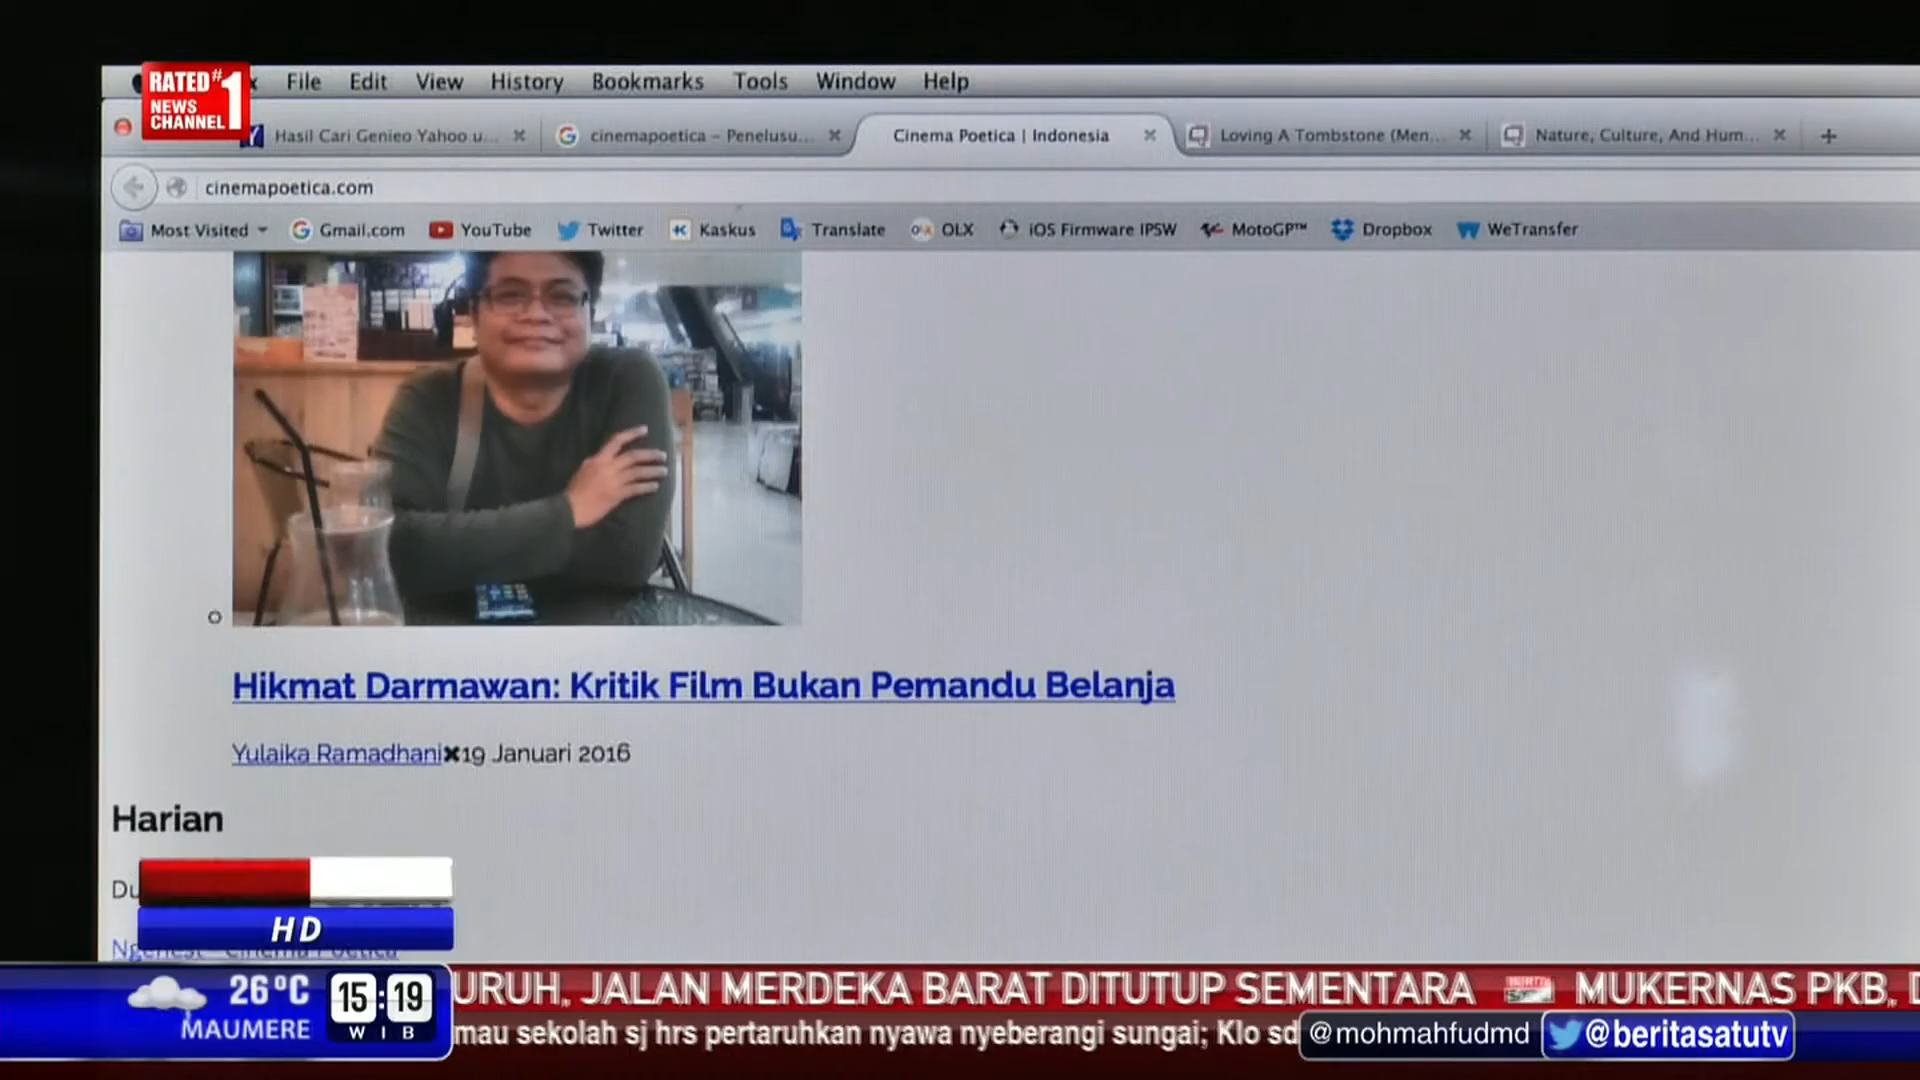 RATED #1
NEWS
CHANNEL
File Edit View History Bookmarks Tools Window Help
Hasil Cari Genieo Yahoo u...
cinemapoetica – Penelusu...
Cinema Poetica | Indonesia
Loving A Tombstone (Men...
Nature, Culture, And Hum...
cinemapoetica.com
Most Visited Gmail.com YouTube Twitter Kaskus Translate OLX iOS Firmware IPSW MotoGP™ Dropbox WeTransfer
Hikmat Darmawan: Kritik Film Bukan Pemandu Belanja
Yulaika Ramadhani✖19 Januari 2016
Harian
HD
26°C
MAUMERE
15:19
WIB
URUH, JALAN MERDEKA BARAT DITUTUP SEMENTARA MUKERNAS PKB, D
mau sekolah sj hrs pertaruhkan nyawa nyeberangi sungai; Klo sd
@mohmahfudmd
@beritasatutv